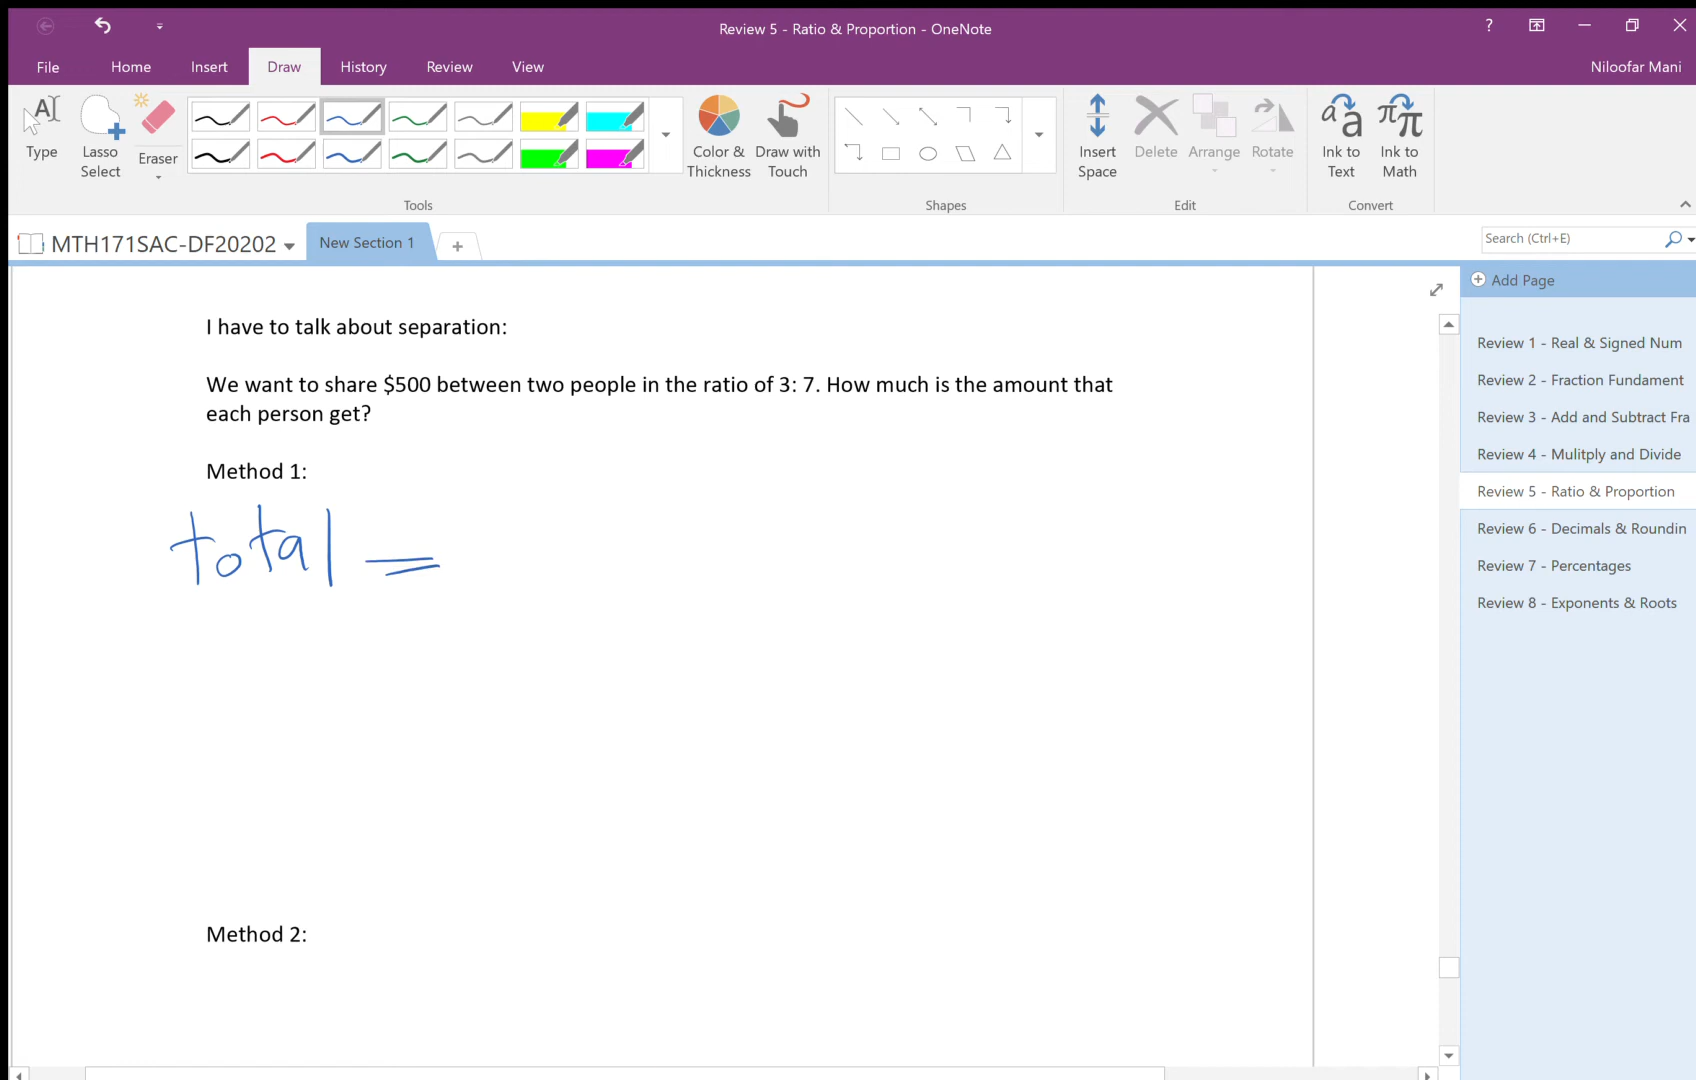 Review 5 - Ratio & Proportion - OneNote
?
File Home Insert Draw History Review View
Niloofar Mani
Type
Lasso Select
Eraser
Color & Thickness
Draw with Touch
Insert Space
Delete
Arrange
Rotate
Ink to Text
Ink to Math
Tools
Shapes
Edit
Convert
MTH171SAC-DF20202
New Section 1
Search (Ctrl+E)
Add Page
I have to talk about separation:
We want to share $500 between two people in the ratio of 3: 7. How much is the amount that
each person get?
Method 1:
total =
Method 2:
Review 1 - Real & Signed Num
Review 2 - Fraction Fundament
Review 3 - Add and Subtract Fra
Review 4 - Mulitply and Divide
Review 5 - Ratio & Proportion
Review 6 - Decimals & Roundin
Review 7 - Percentages
Review 8 - Exponents & Roots